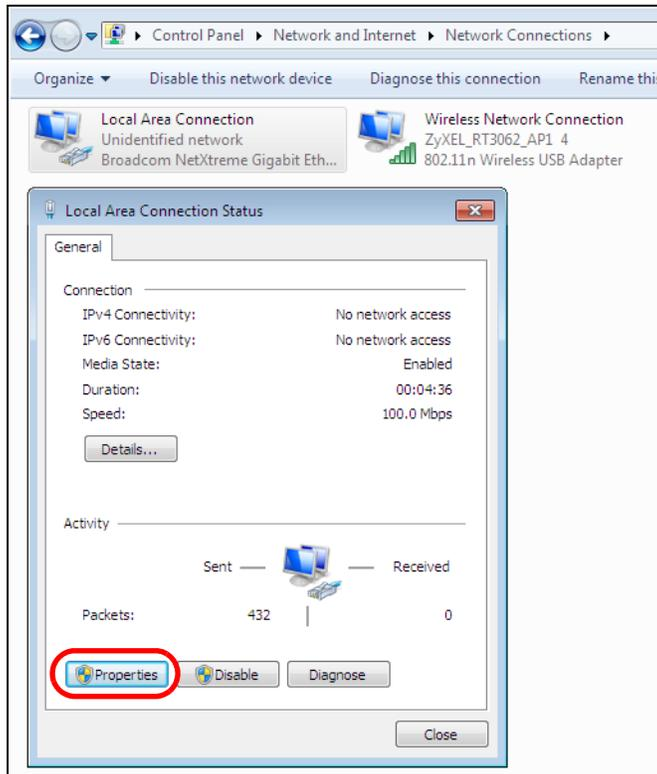 Control Panel Network and Internet Network Connections
Organize Disable this network device Diagnose this connection Rename this
Local Area Connection
Unidentified network
Broadcom NetXtreme Gigabit Eth...
Wireless Network Connection
ZyXEL_RT3062_AP1 4
802.11n Wireless USB Adapter
Local Area Connection Status
General
Connection
IPv4 Connectivity: No network access
IPv6 Connectivity: No network access
Media State: Enabled
Duration: 00:04:36
Speed: 100.0 Mbps
Details...
Activity
Sent Received
Packets: 432 0
Properties Disable Diagnose
Close